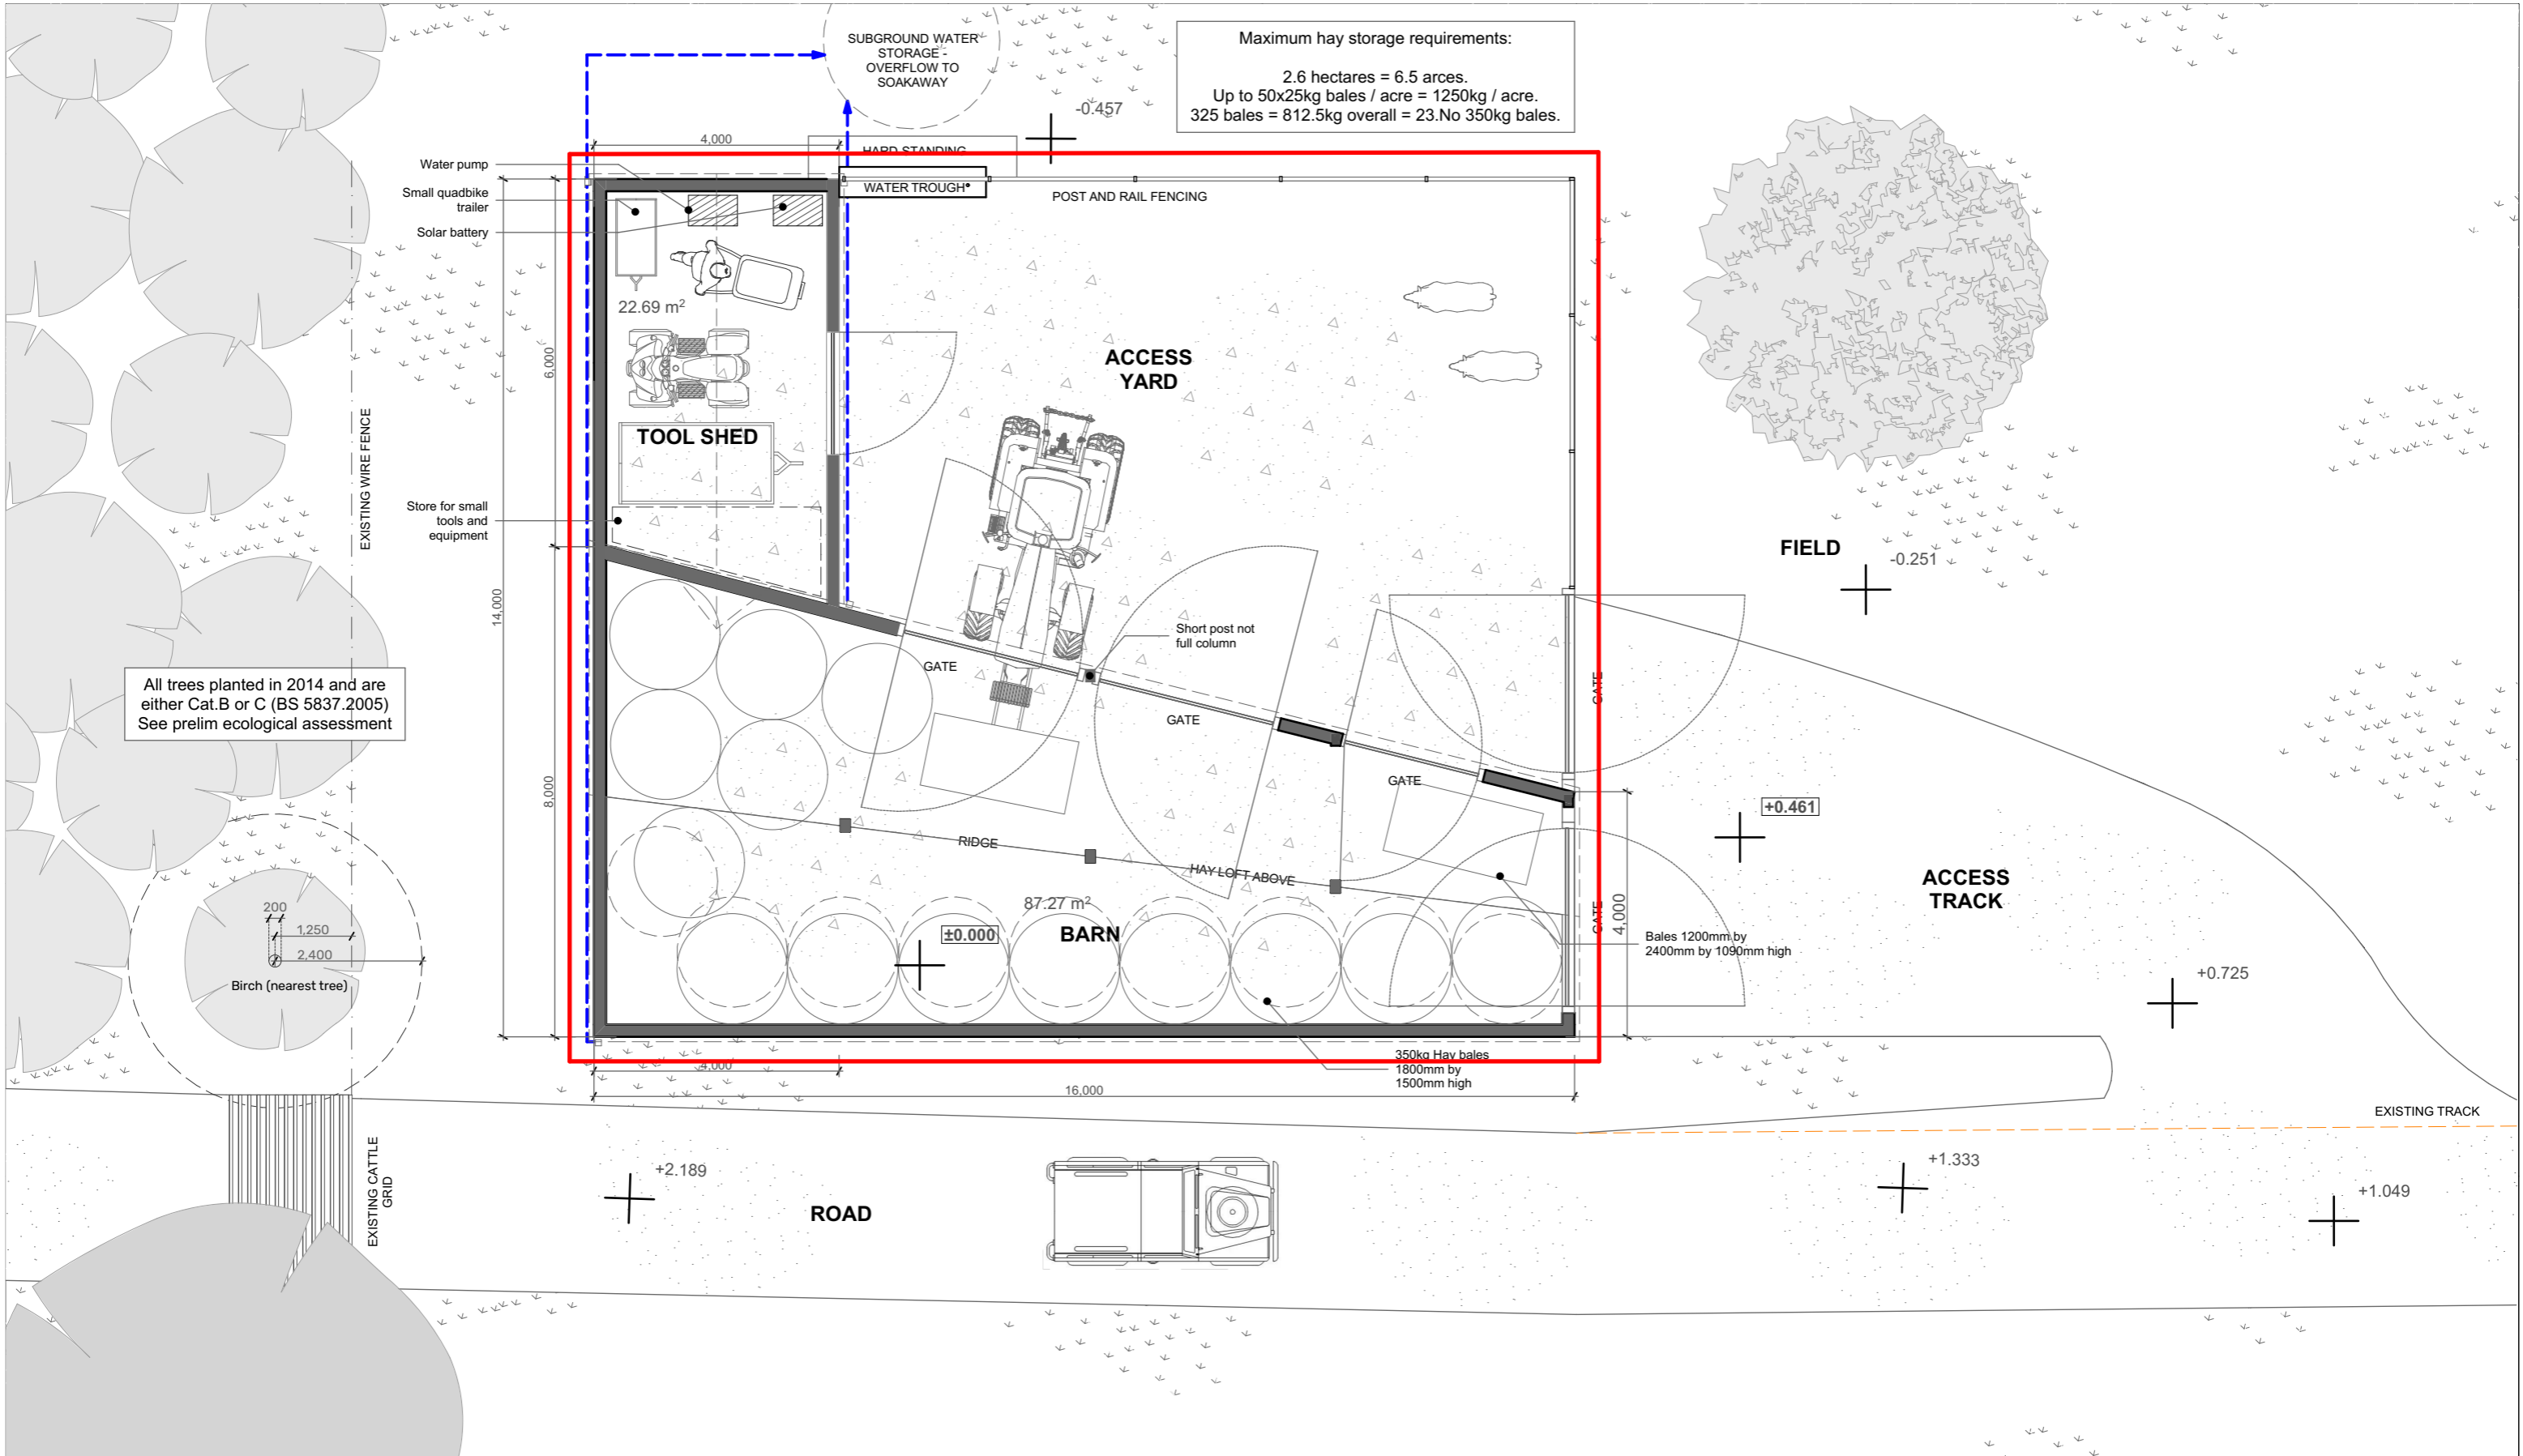 SUBGROUND WATER
STORAGE -
OVERFLOW TO
SOAKAWAY
Maximum hay storage requirements:
2.6 hectares = 6.5 arces.
Up to 50x25kg bales / acre = 1250kg / acre.
325 bales = 812.5kg overall = 23.No 350kg bales.
-0.457
4,000
HARD STANDING
Water pump
Small quadbike
trailer
Solar battery
WATER TROUGH
POST AND RAIL FENCING
22.69 m²
6,000
ACCESS
YARD
TOOL SHED
EXISTING WIRE FENCE
Store for small
tools and
equipment
FIELD
-0.251
14,000
Short post not
full column
GATE
GATE
GATE
GATE
All trees planted in 2014 and are
either Cat.B or C (BS 5837.2005)
See prelim ecological assessment
8,000
+0.461
RIDGE
HAY LOFT ABOVE
ACCESS
TRACK
87.27 m²
±0.000
BARN
GATE
4,000
200
1,250
2,400
Birch (nearest tree)
Bales 1200mm by
2400mm by 1090mm high
+0.725
350kg Hay bales
1800mm by
1500mm high
4,000
16,000
EXISTING TRACK
EXISTING CATTLE
GRID
+2.189
ROAD
+1.333
+1.049